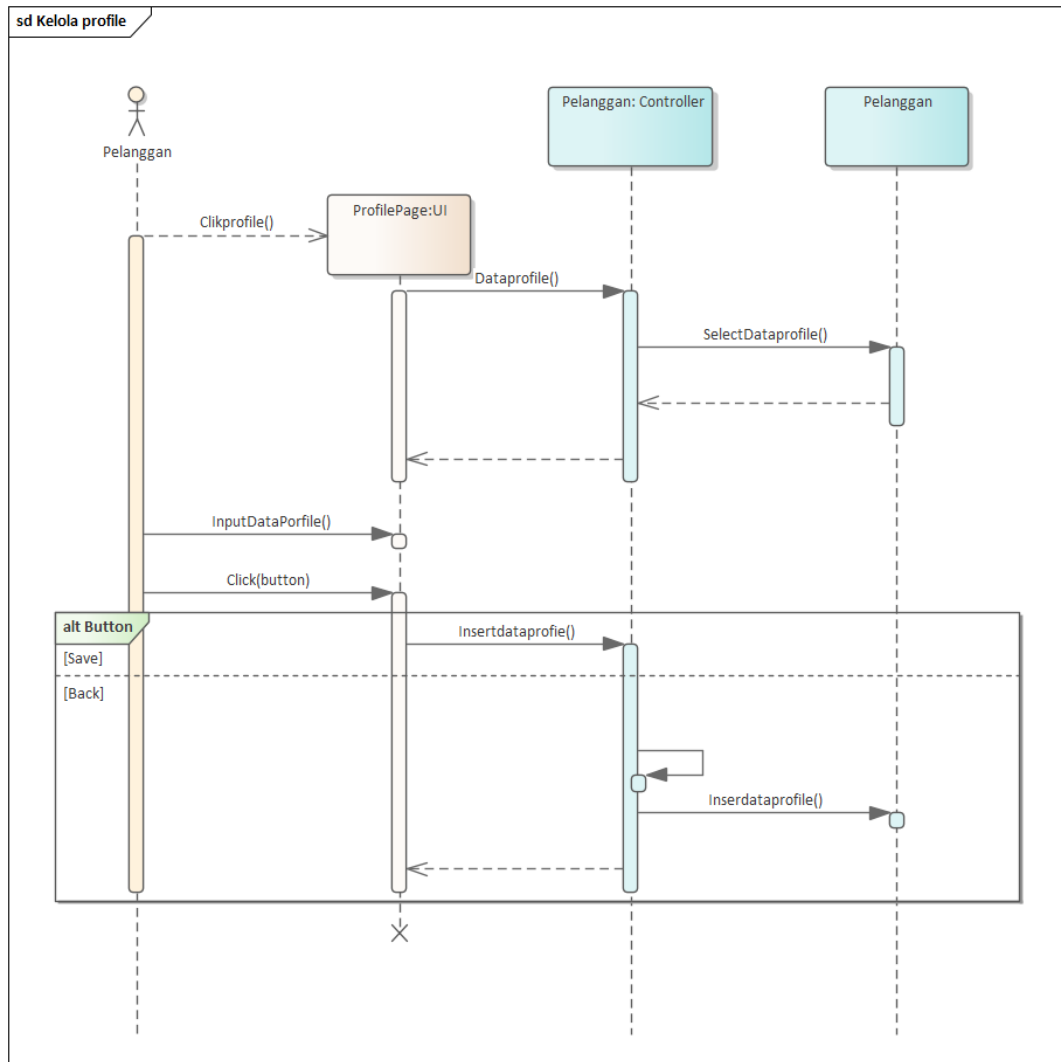 sd Kelola profile
Pelanggan: Controller
Pelanggan
Pelanggan
ProfilePage:UI
Clikprofile()
Dataprofile()
SelectDataprofile()
InputDataPorfile()
Click(button)
alt Button
Insertdataprofie()
[Save]
[Back]
Inserdataprofile()